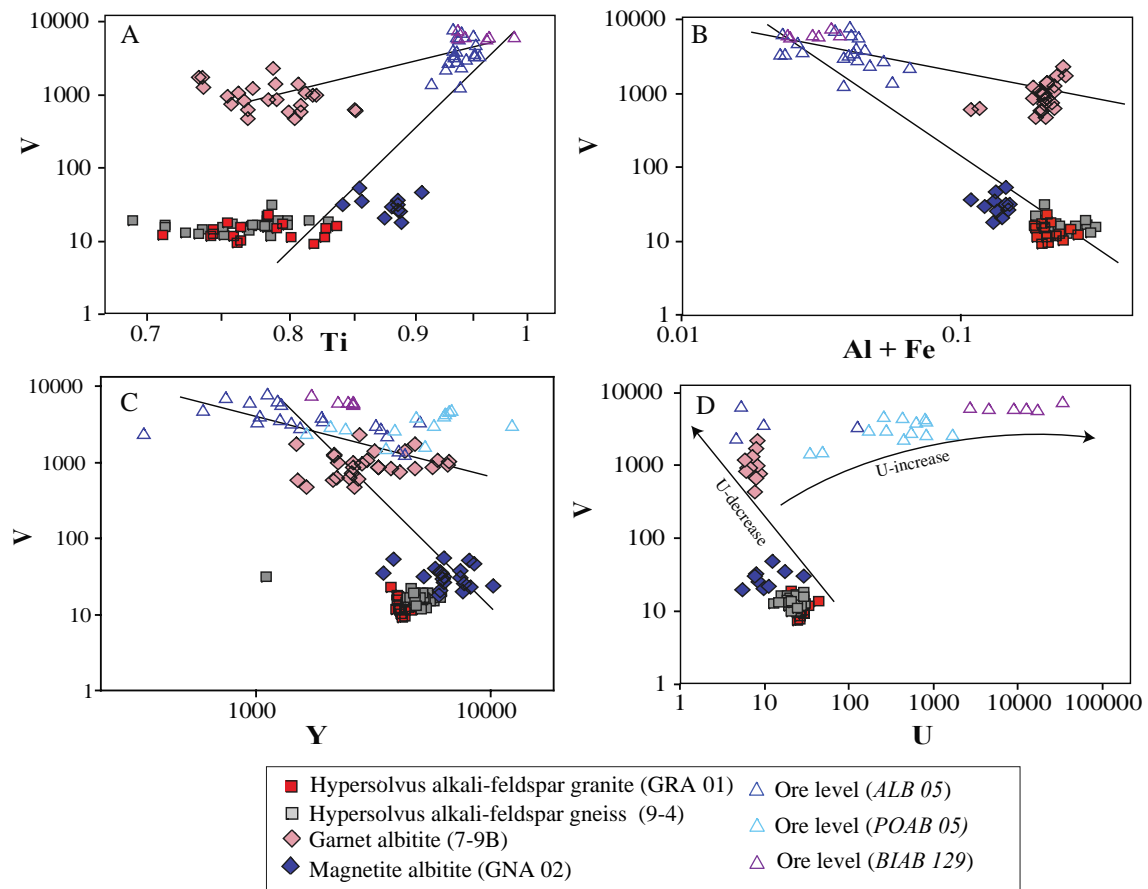 A
10000
1000
100
10
1
V
0.7
0.8
0.9
1
Ti
B
10000
1000
100
10
1
V
0.01
0.1
Al + Fe
C
10000
1000
100
10
1
V
1000
10000
Y
D
10000
1000
100
10
1
V
U-decrease
U-increase
1
10
100
1000
10000
100000
U
Hypersolvus alkali-feldspar granite (GRA 01)
Hypersolvus alkali-feldspar gneiss (9-4)
Garnet albitite (7-9B)
Magnetite albitite (GNA 02)
Ore level (ALB 05)
Ore level (POAB 05)
Ore level (BIAB 129)